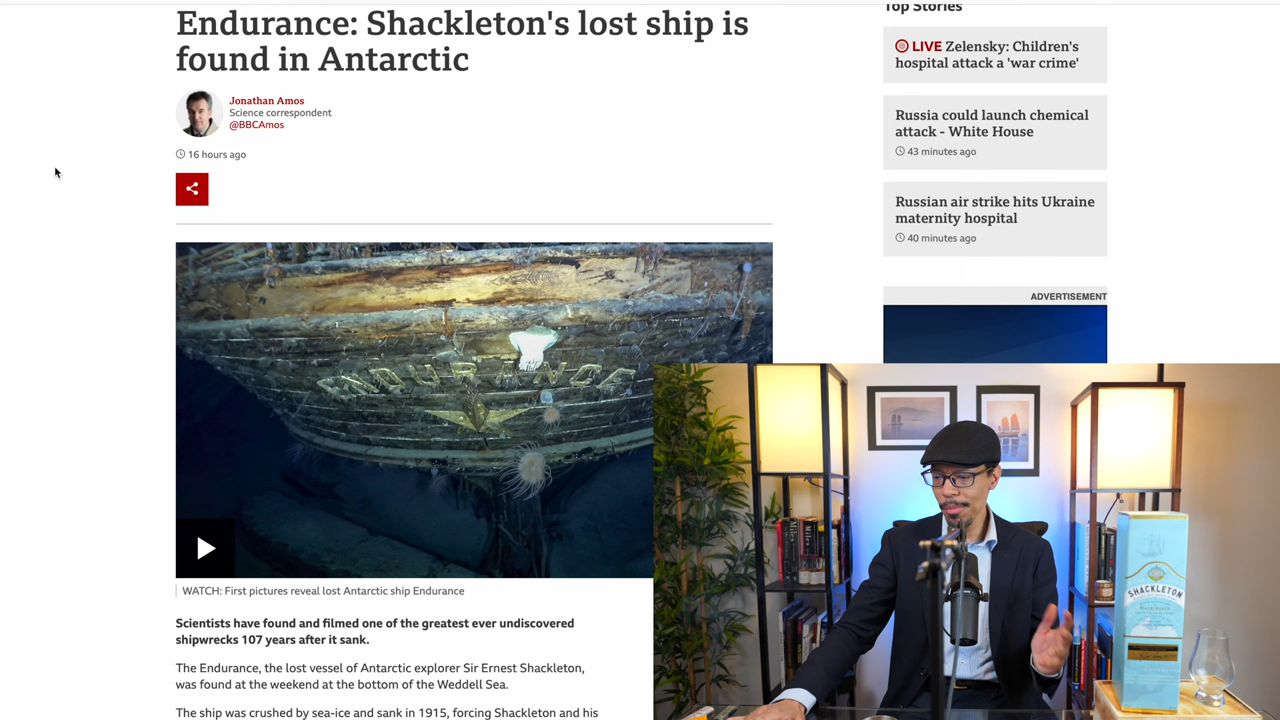 Endurance: Shackleton's lost ship is
found in Antarctic
Jonathan Amos
Science correspondent
@BBCAmos
16 hours ago
ENDURANCE
WATCH: First pictures reveal lost Antarctic ship Endurance
Scientists have found and filmed one of the greatest ever undiscovered
shipwrecks 107 years after it sank.
The Endurance, the lost vessel of Antarctic explorer Sir Ernest Shackleton,
was found at the weekend at the bottom of the Weddell Sea.
The ship was crushed by sea-ice and sank in 1915, forcing Shackleton and his
Top Stories
LIVE Zelensky: Children's
hospital attack a 'war crime'
Russia could launch chemical
attack - White House
43 minutes ago
Russian air strike hits Ukraine
maternity hospital
40 minutes ago
ADVERTISEMENT
Miles
SHACKLETON